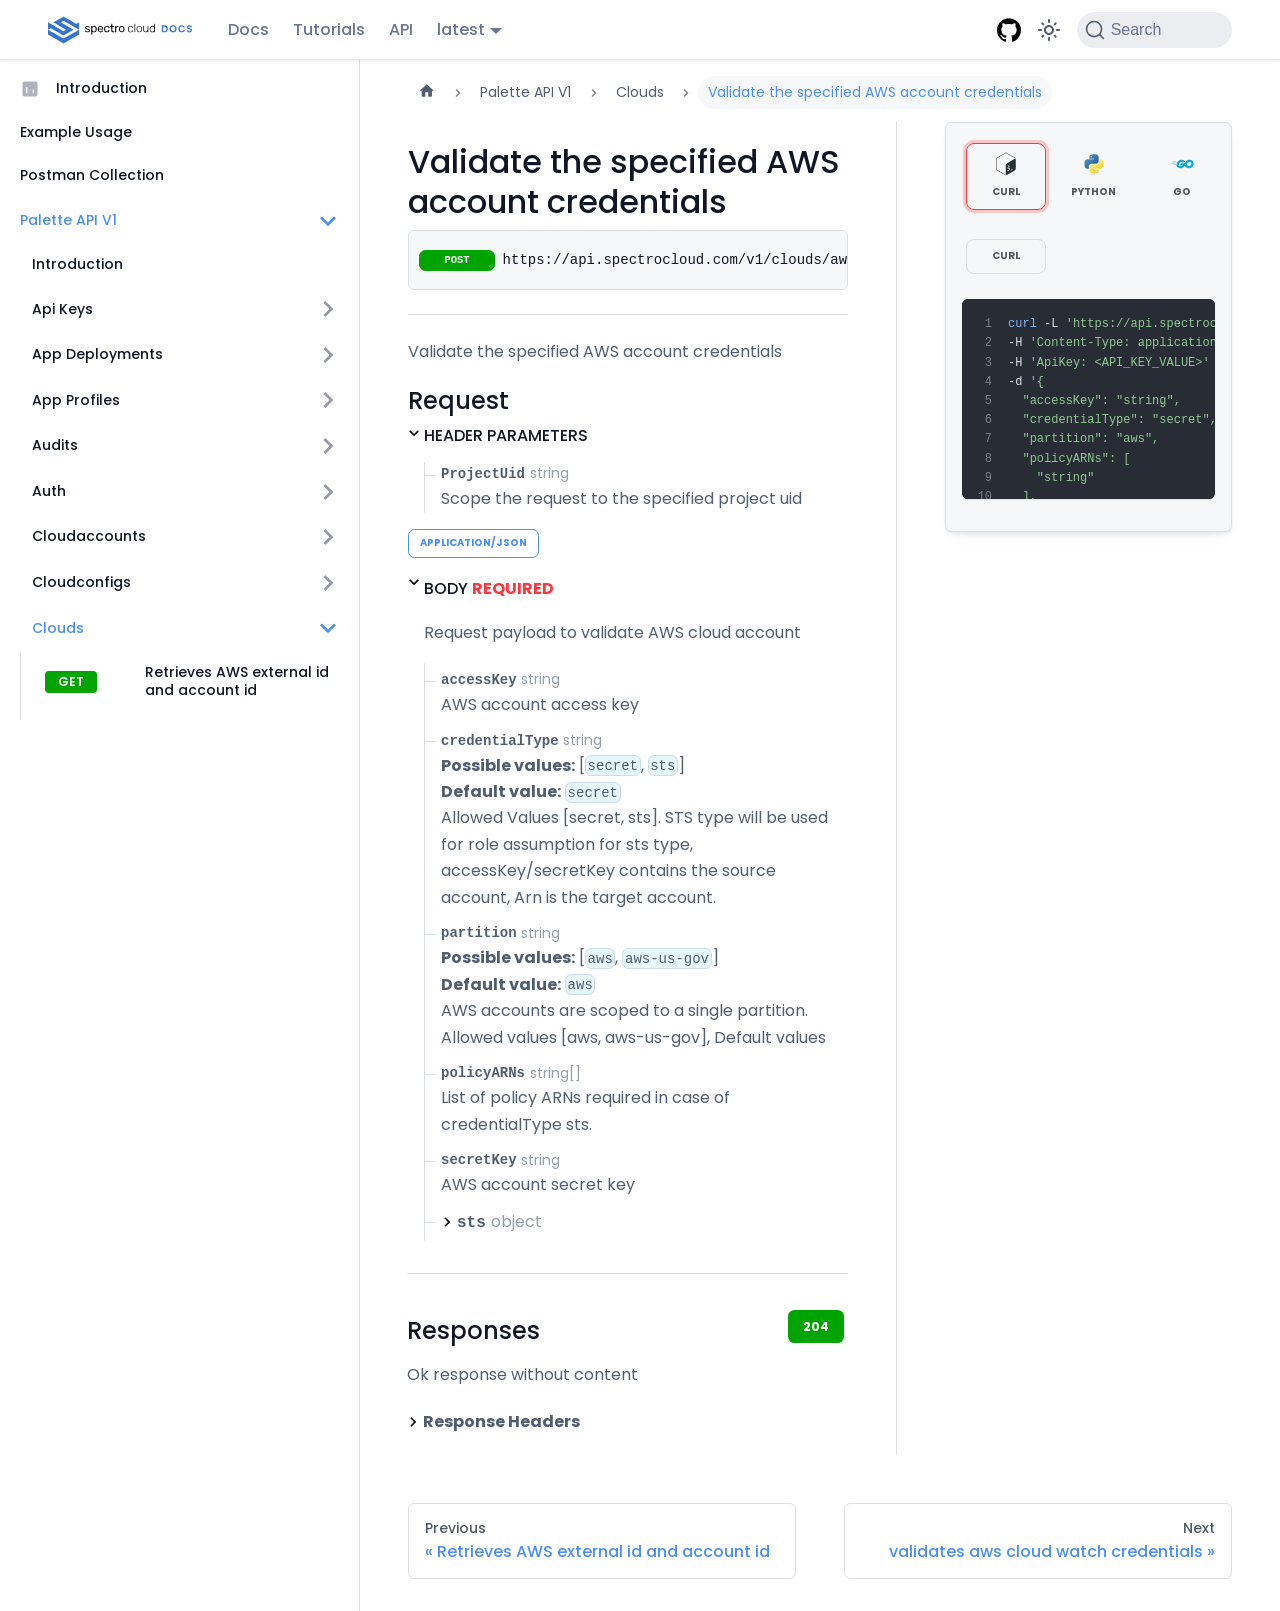 spectro cloud DOCS
Docs
Tutorials
API
latest
Search
Introduction
Example Usage
Postman Collection
Palette API V1
Introduction
Api Keys
App Deployments
App Profiles
Audits
Auth
Cloudaccounts
Cloudconfigs
Clouds
GET
Retrieves AWS external id
and account id
Palette API V1
Clouds
Validate the specified AWS account credentials
Validate the specified AWS
account credentials
POST https://api.spectrocloud.com/v1/clouds/aw
Validate the specified AWS account credentials
Request
HEADER PARAMETERS
ProjectUid string
Scope the request to the specified project uid
APPLICATION/JSON
BODY REQUIRED
Request payload to validate AWS cloud account
accessKey string
AWS account access key
credentialType string
Possible values: [secret, sts]
Default value: secret
Allowed Values [secret, sts]. STS type will be used
for role assumption for sts type,
accessKey/secretKey contains the source
account, Arn is the target account.
partition string
Possible values: [aws, aws-us-gov]
Default value: aws
AWS accounts are scoped to a single partition.
Allowed values [aws, aws-us-gov], Default values
policyARNs string[]
List of policy ARNs required in case of
credentialType sts.
secretKey string
AWS account secret key
sts object
Responses
204
Ok response without content
Response Headers
CURL
PYTHON
GO
CURL
1 curl -L 'https://api.spectroc
2 -H 'Content-Type: application
3 -H 'ApiKey: <API_KEY_VALUE>'
4 -d '{
5 "accessKey": "string",
6 "credentialType": "secret",
7 "partition": "aws",
8 "policyARNs": [
9 "string"
10 ],
Previous
« Retrieves AWS external id and account id
Next
validates aws cloud watch credentials »